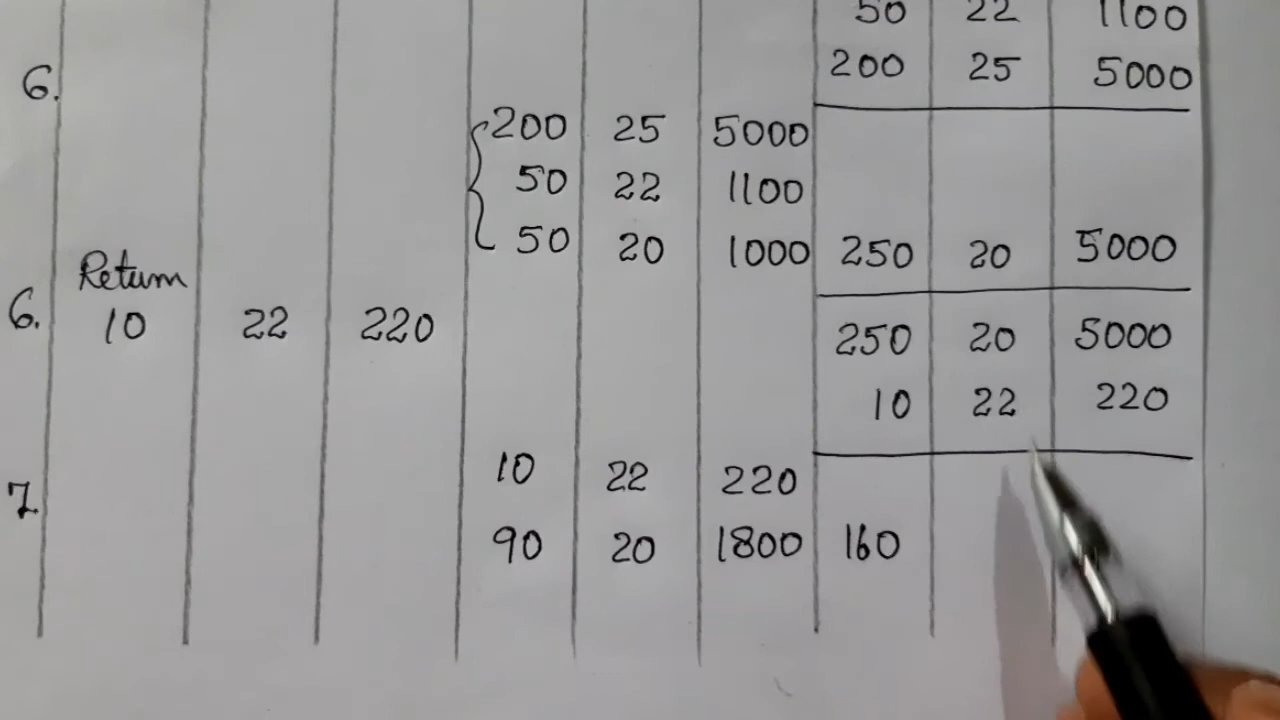 50 22 1100
6. 200 25 5000
200 25 5000
50 22 1100
50 20 1000 250 20 5000
Return
6. 10 22 220 250 20 5000
10 22 220
7. 10 22 220
90 20 1800 160